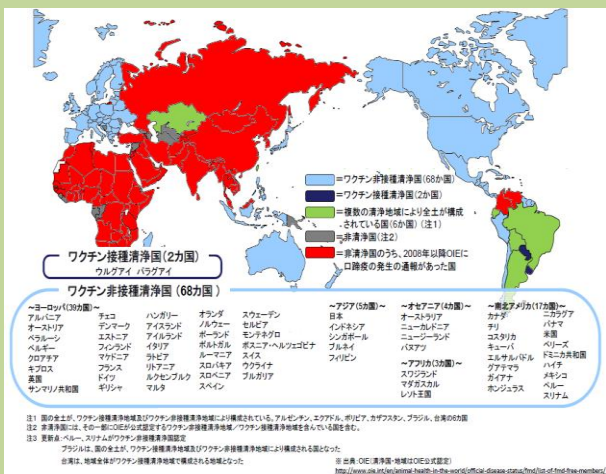 =ワクチン非接種清浄国(68か国)
=ワクチン接種清浄国(2か国)
=複数の清浄地域により全土が構成
されている国(6か国)(注1)
=非清浄国(注2)
=非清浄国のうち、2008年以降OIEに
口蹄疫の発生の通報があった国
ワクチン接種清浄国(2カ国)
ウルグアイ パラグアイ
ワクチン非接種清浄国 (68カ国)
~ヨーロッパ(39カ国)~
アルバニア
オーストリア
ベラルーシ
ベルギー
クロアチア
キプロス
英国
サンマリノ共和国
チェコ
デンマーク
エストニア
フィンランド
マケドニア
フランス
ドイツ
ギリシャ
ハンガリー
アイスランド
アイルランド
イタリア
ラトビア
リトアニア
ルクセンブルク
マルタ
オランダ
ノルウェー
ポーランド
ポルトガル
ルーマニア
スロバキア
スロベニア
スペイン
スウェーデン
セルビア
モンテネグロ
ボスニア・ヘルツェゴビナ
スイス
ウクライナ
ブルガリア
~アジア(5カ国)~
日本
インドネシア
シンガポール
ブルネイ
フィリピン
~オセアニア(4カ国)~
オーストラリア
ニューカレドニア
ニュージーランド
バヌアツ
~アフリカ(3カ国)~
スワジランド
マダガスカル
レソト王国
~南北アメリカ(17カ国)~
カナダ
チリ
コスタリカ
キューバ
エルサルバドル
グアテマラ
ガイアナ
ホンジュラス
ニカラグア
パナマ
米国
ベリーズ
ドミニカ共和国
ハイチ
メキシコ
ペルー
スリナム
注1 国の全土が、ワクチン接種清浄地域及びワクチン非接種清浄地域により構成されている、アルゼンチン、エクアドル、ボリビア、カザフスタン、ブラジル、台湾の6カ国
注2 非清浄国には、その一部にOIEが公認定するワクチン非接種清浄地域/ワクチン接種清浄地域を含んでいる国を含む。
注3 更新点:ペルー、スリナムがワクチン非接種清浄国認定
ブラジルは、国の全土が、ワクチン接種清浄地域及びワクチン非接種清浄地域により構成される国となった
台湾は、地域全体がワクチン接種清浄地域で構成される地域となった
※ 出典:OIE(清浄国・地域はOIE公式認定)
http://www.oie.int/en/animal-health-in-the-world/official-disease-status/fmd/list-of-fmd-free-members/